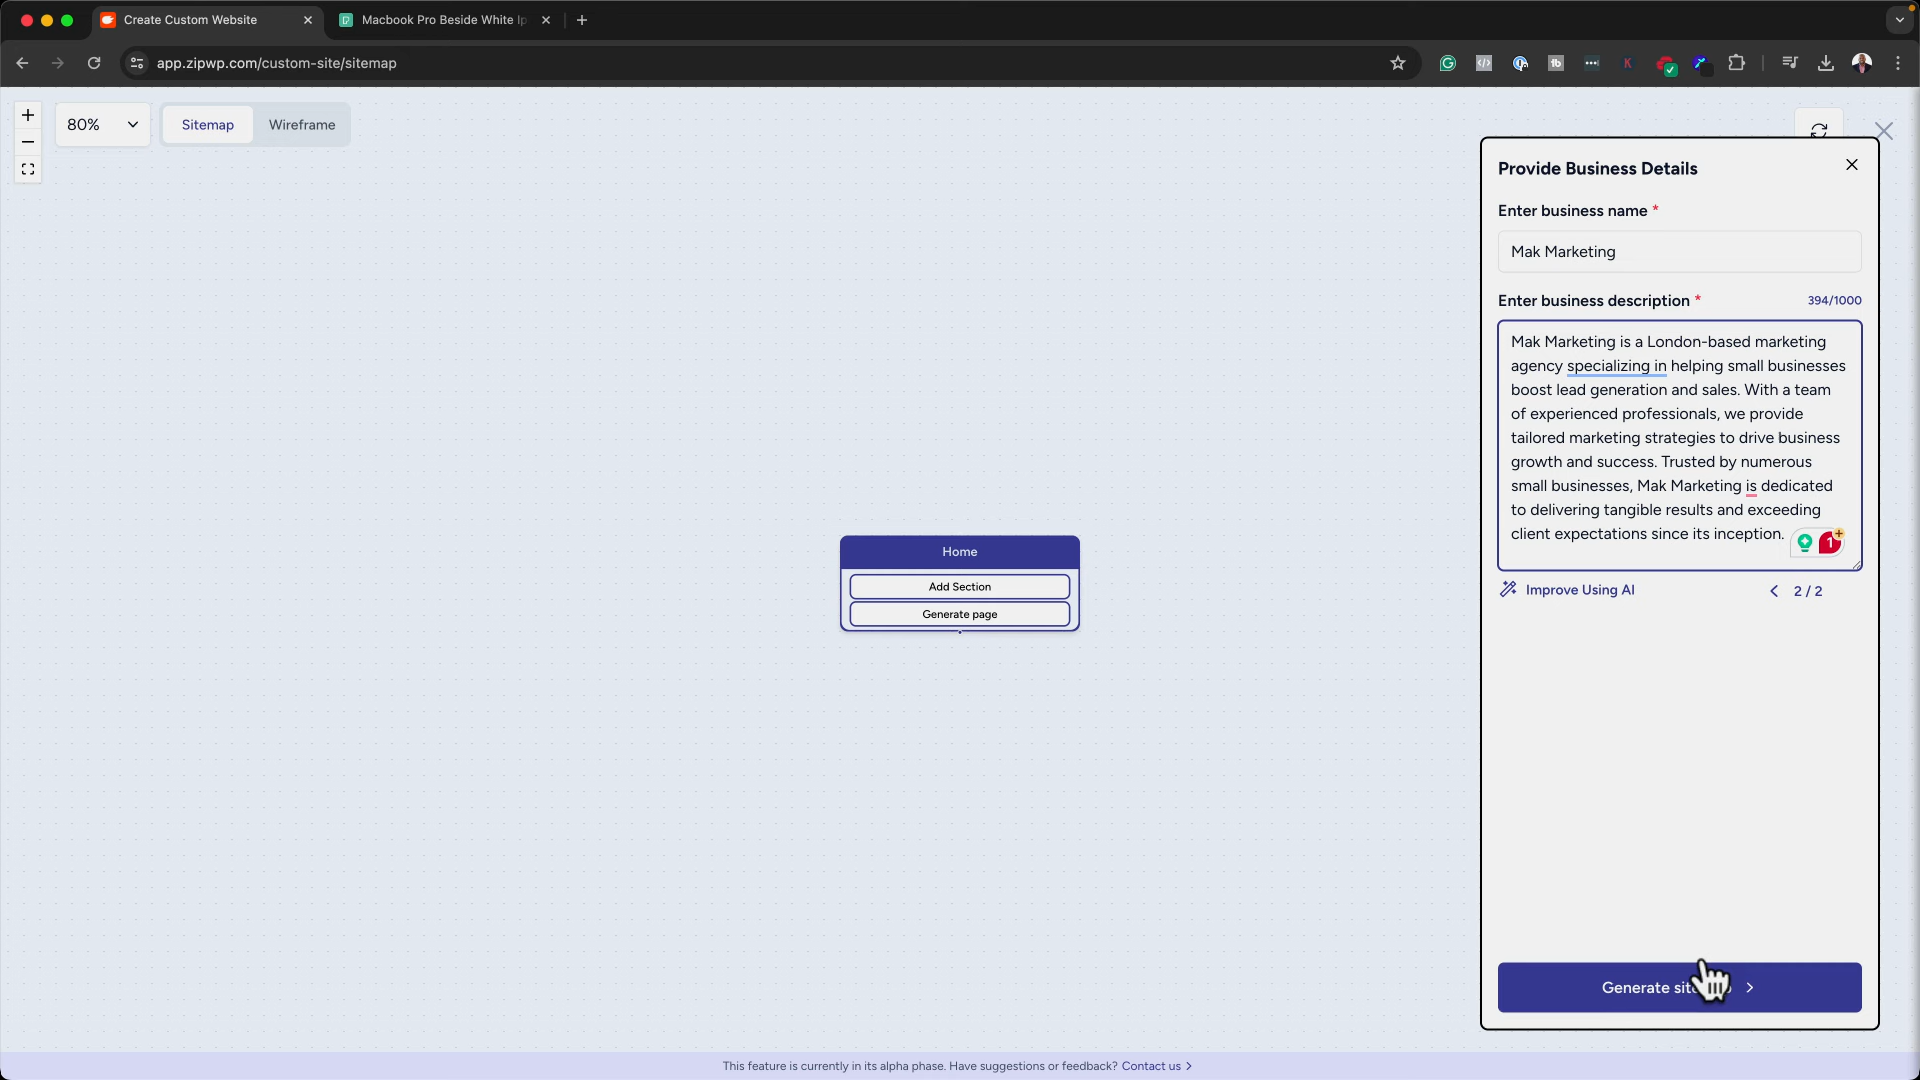 Create Custom Website
Macbook Pro Beside White Ip
app.zipwp.com/custom-site/sitemap
80%
Sitemap
Wireframe
Provide Business Details
Enter business name *
Mak Marketing
Enter business description *
394/1000
Mak Marketing is a London-based marketing
agency specializing in helping small businesses
boost lead generation and sales. With a team
of experienced professionals, we provide
tailored marketing strategies to drive business
growth and success. Trusted by numerous
small businesses, Mak Marketing is dedicated
to delivering tangible results and exceeding
client expectations since its inception.
1
Improve Using AI
2 / 2
Home
Add Section
Generate page
Generate
This feature is currently in its alpha phase. Have suggestions or feedback? Contact us >